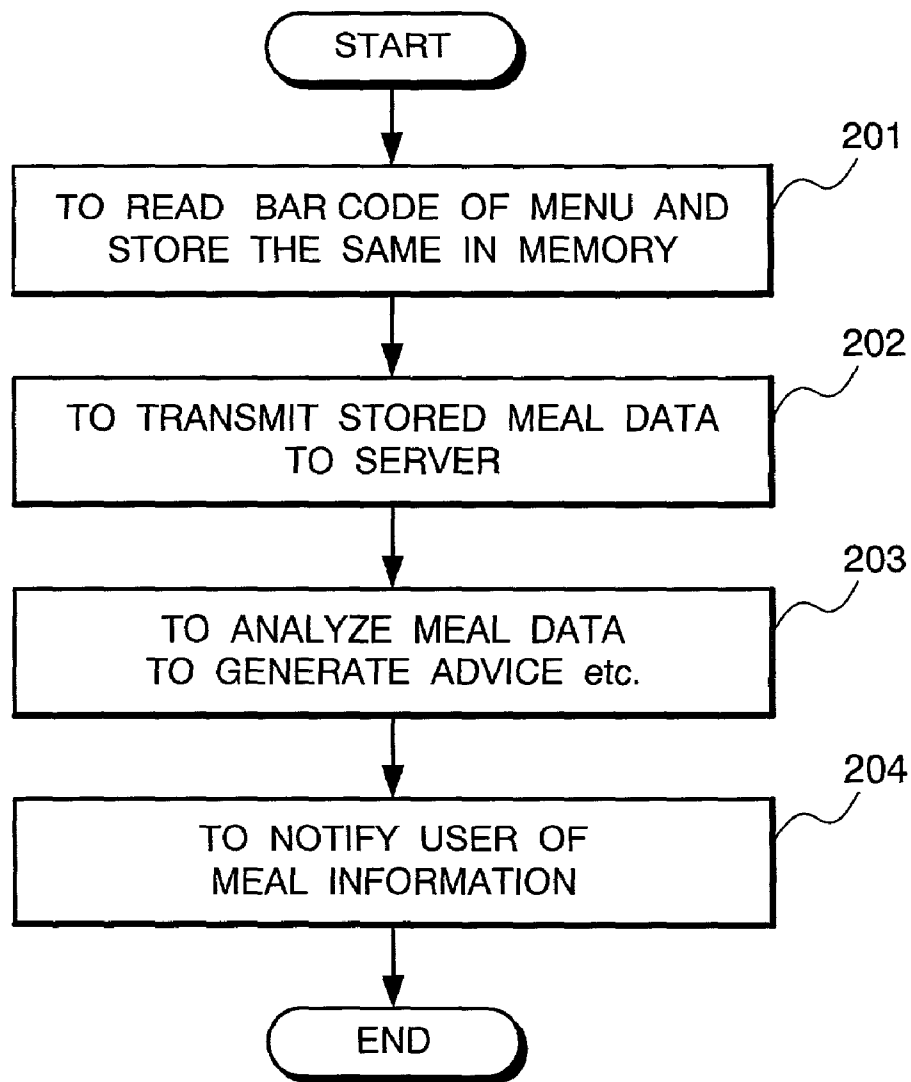 START
201
TO READ BAR CODE OF MENU AND
STORE THE SAME IN MEMORY
202
TO TRANSMIT STORED MEAL DATA
TO SERVER
203
TO ANALYZE MEAL DATA
TO GENERATE ADVICE etc.
204
TO NOTIFY USER OF
MEAL INFORMATION
END